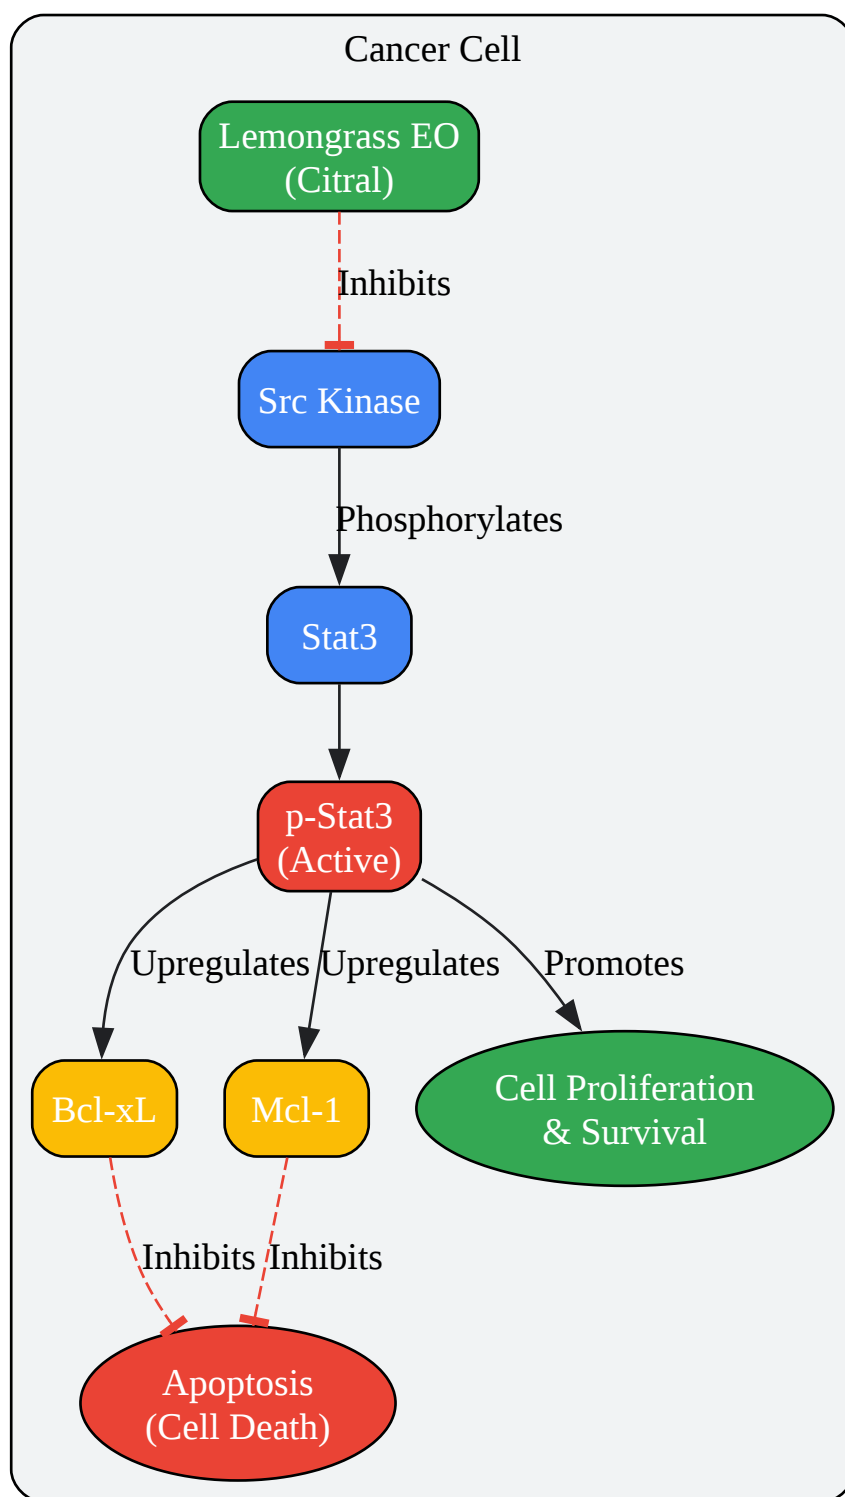 Cancer Cell
Lemongrass EO
(Citral)
Inhibits
Src Kinase
Phosphorylates
Stat3
p-Stat3
(Active)
Upregulates
Upregulates
Promotes
Bcl-xL
Mcl-1
Cell Proliferation
& Survival
Inhibits
Inhibits
Apoptosis
(Cell Death)